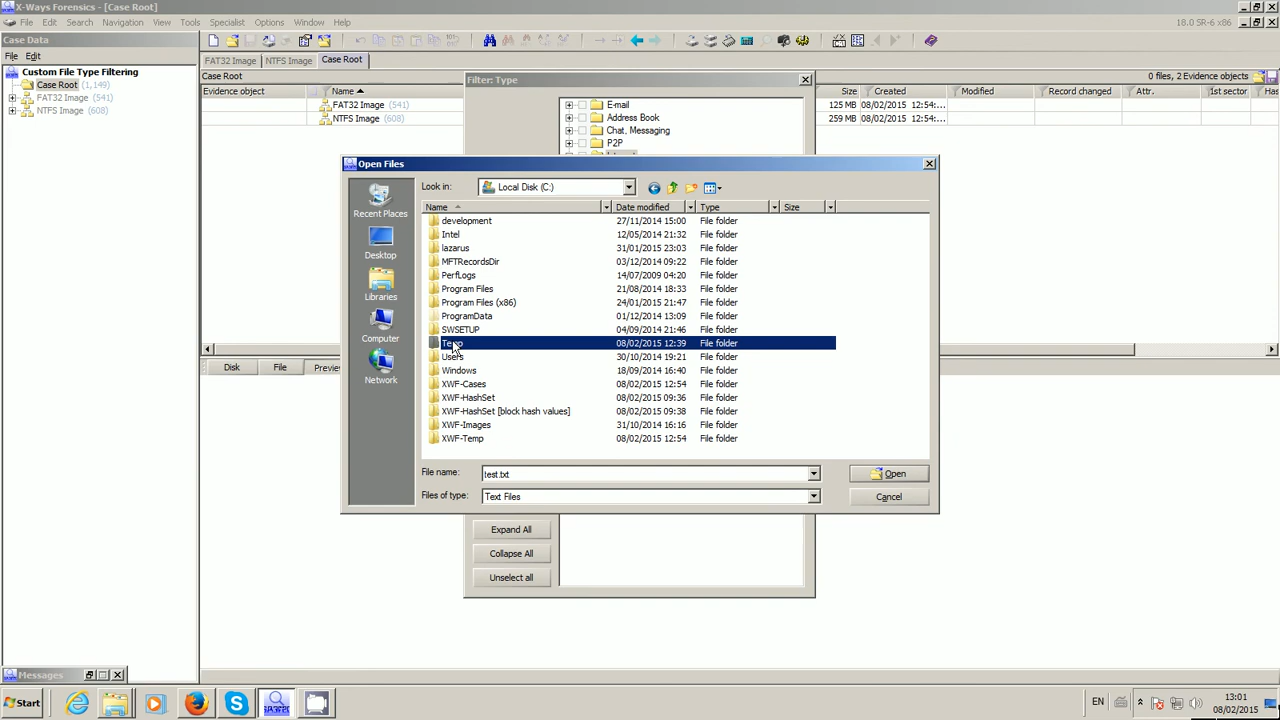 X-Ways Forensics - [Case Root]
File Edit Search Navigation View Tools Specialist Options Window Help 18.0 SR-6 x86
Case Data
File Edit
Custom File Type Filtering
Case Root (1,149)
FAT32 Image (541)
NTFS Image (608)
FAT32 Image NTFS Image Case Root
Case Root 0 files, 2 Evidence objects
Evidence object Name Size Created Modified Record changed Attr. 1st sector Has
FAT32 Image (541) 125 MB 08/02/2015 12:54:...
NTFS Image (608) 259 MB 08/02/2015 12:54:...
Filter: Type
E-mail
Address Book
Chat, Messaging
P2P
Open Files
Look in: Local Disk (C:)
Name Date modified Type Size
development 27/11/2014 15:00 File folder
Intel 12/05/2014 21:32 File folder
lazarus 31/01/2015 23:03 File folder
MFTRecordsDir 03/12/2014 09:22 File folder
PerfLogs 14/07/2009 04:20 File folder
Program Files 21/08/2014 18:33 File folder
Program Files (x86) 24/01/2015 21:47 File folder
ProgramData 01/12/2014 13:09 File folder
SWSETUP 04/09/2014 21:46 File folder
Temp 08/02/2015 12:39 File folder
Users 30/10/2014 19:21 File folder
Windows 18/09/2014 16:40 File folder
XWF-Cases 08/02/2015 12:54 File folder
XWF-HashSet 08/02/2015 09:36 File folder
XWF-HashSet [block hash values] 08/02/2015 09:38 File folder
XWF-Images 31/10/2014 16:16 File folder
XWF-Temp 08/02/2015 12:54 File folder
Recent Places
Desktop
Libraries
Computer
Network
File name: test.txt Open
Files of type: Text Files Cancel
Disk File Preview
Expand All
Collapse All
Unselect all
Messages
Start EN 13:01
08/02/2015